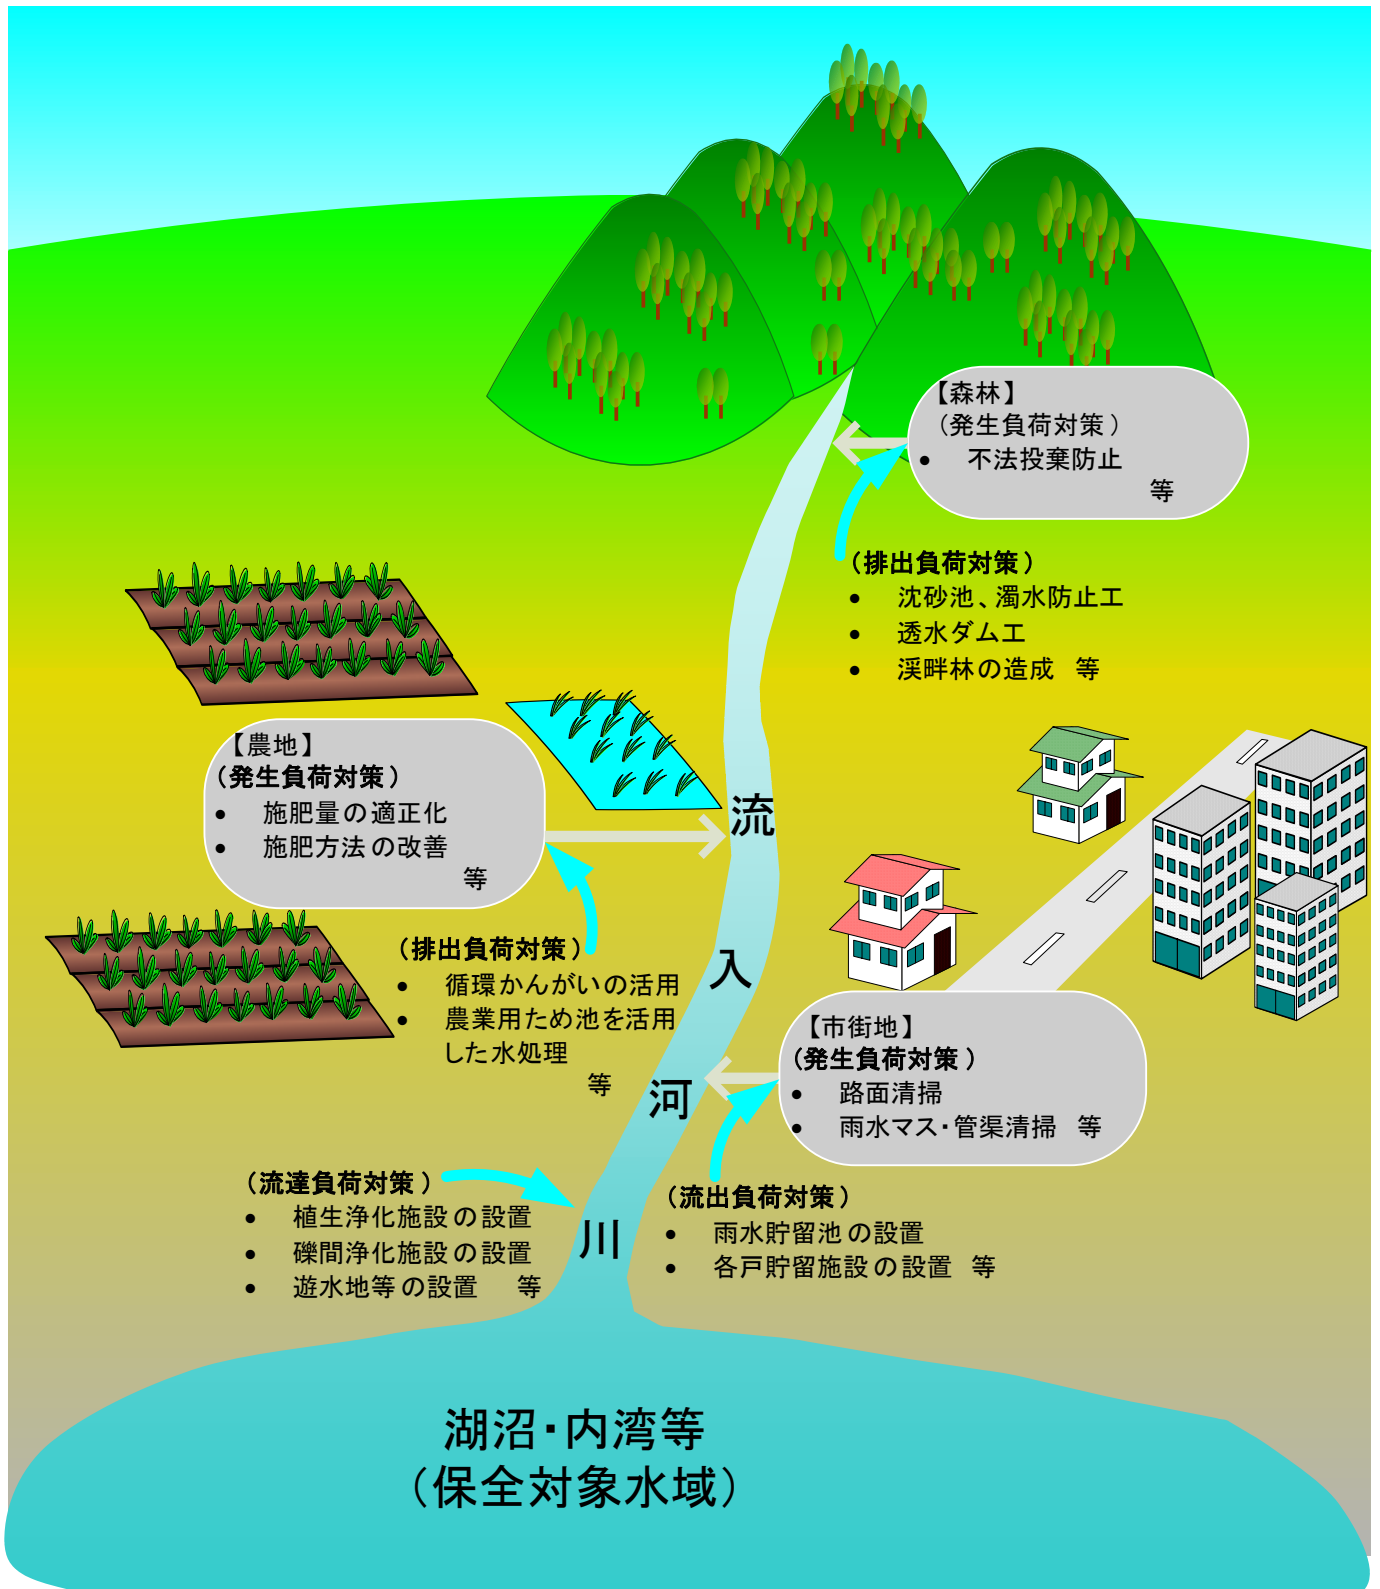 【森林】
（発生負荷対策）
● 不法投棄防止
等
（排出負荷対策）
● 沈砂池、濁水防止工
● 透水ダム工
● 渓畔林の造成 等
【農地】
（発生負荷対策）
● 施肥量の適正化
● 施肥方法の改善
等
（排出負荷対策）
● 循環かんがいの活用
● 農業用ため池を活用
した水処理
等
流
入
河
川
【市街地】
（発生負荷対策）
● 路面清掃
● 雨水マス・管渠清掃 等
（流達負荷対策）
● 植生浄化施設の設置
● 礫間浄化施設の設置
● 遊水地等の設置 等
（流出負荷対策）
● 雨水貯留池の設置
● 各戸貯留施設の設置 等
湖沼・内湾等
（保全対象水域）